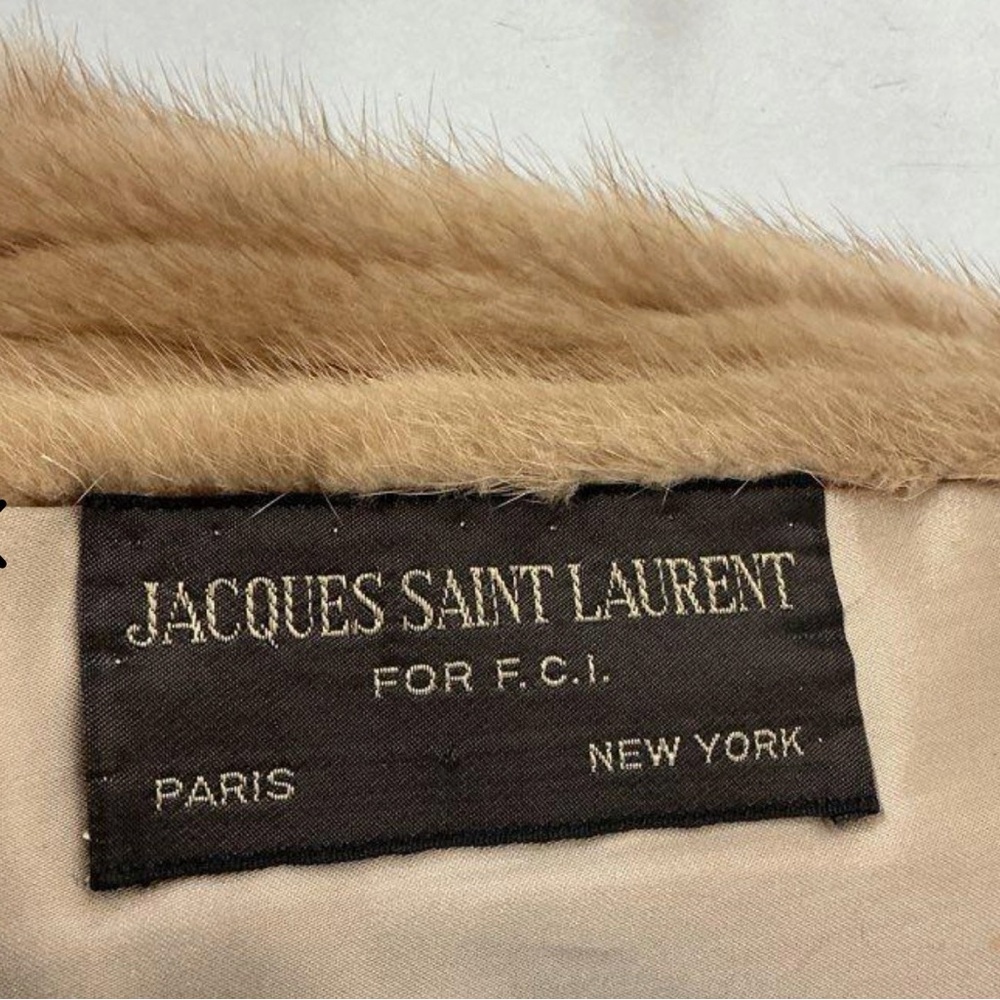 JACQUES SAINT LAURENT
FOR F.C.I.
PARIS NEW YORK